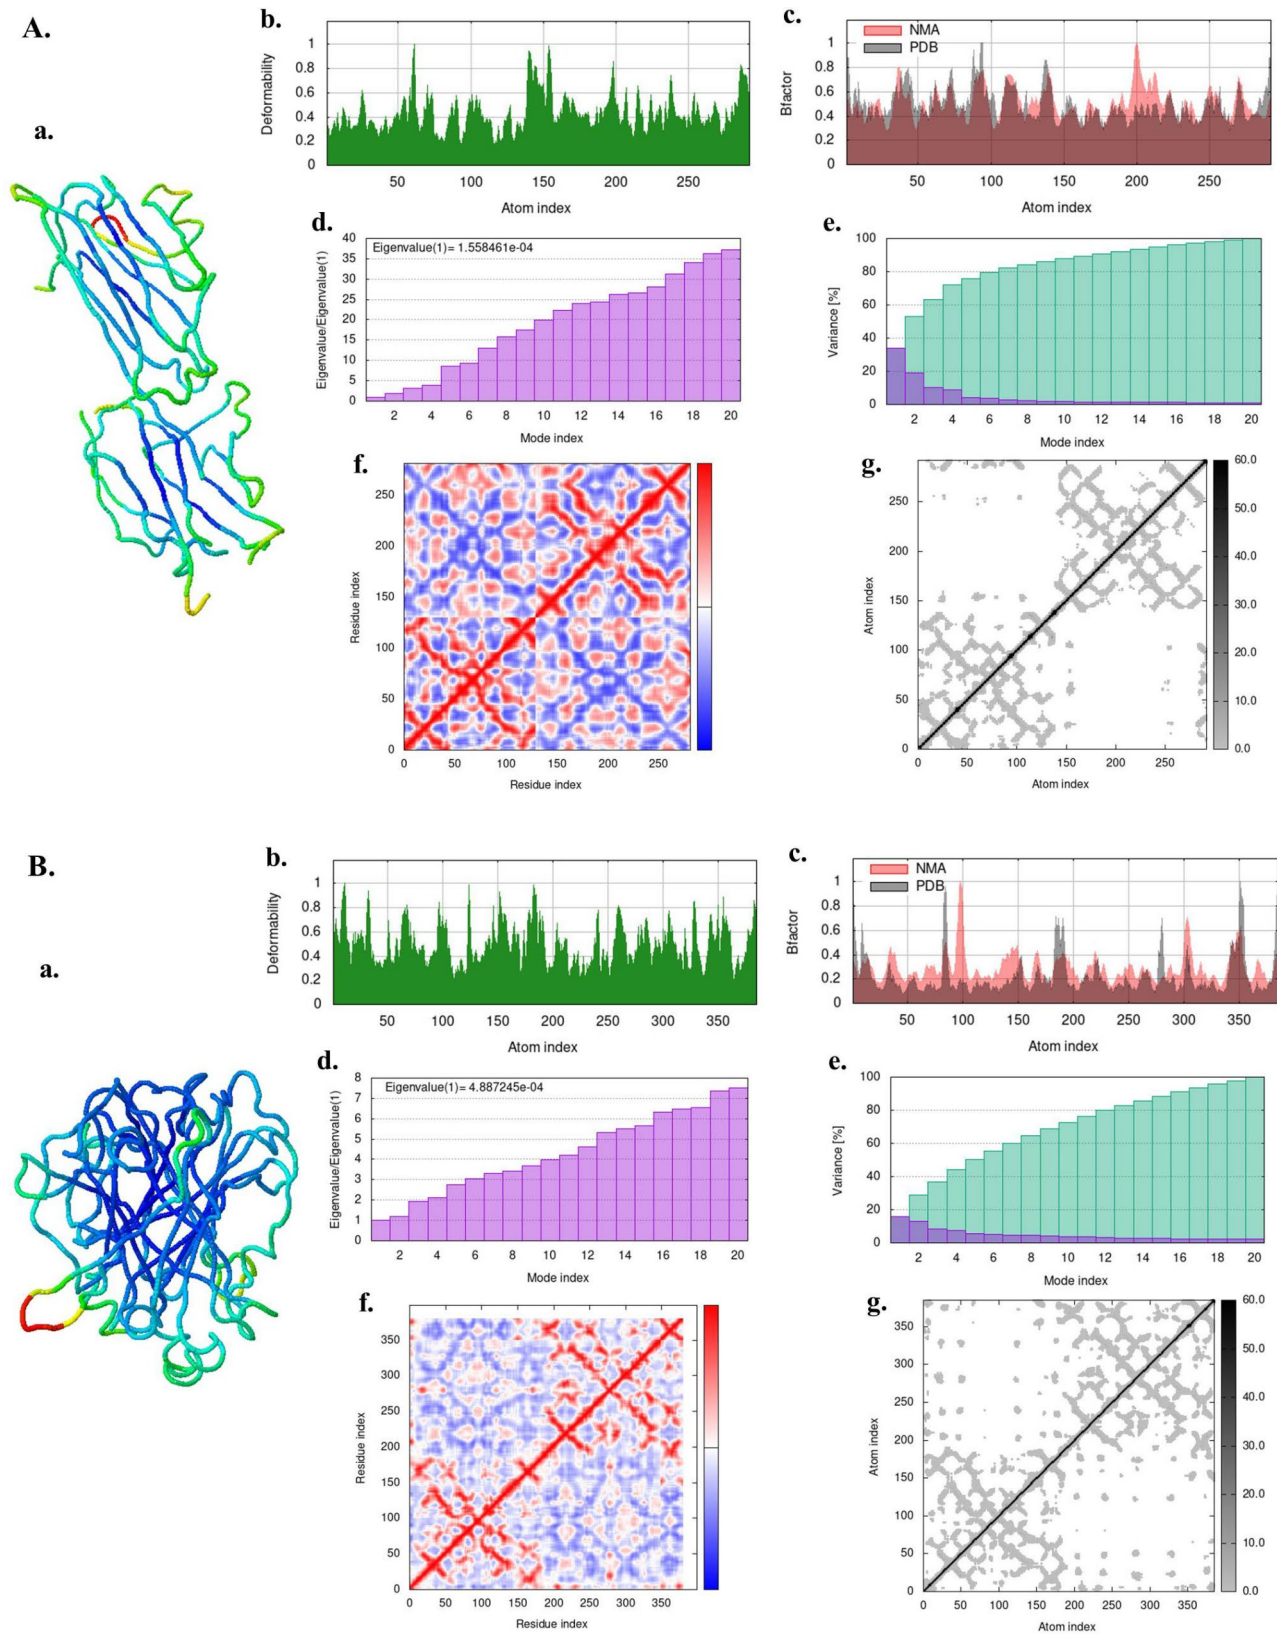 A.
a.
b.
Deformability
1
0.8
0.6
0.4
0.2
0
50 100 150 200 250
Atom index
c.
NMA
PDB
Bfactor
1
0.8
0.6
0.4
0.2
0
50 100 150 200 250
Atom index
d.
Eigenvalue(1)= 1.558461e-04
Eigenvalue/Eigenvalue(1)
40
35
30
25
20
15
10
5
0
2 4 6 8 10 12 14 16 18 20
Mode index
e.
Variance [%]
100
80
60
40
20
0
2 4 6 8 10 12 14 16 18 20
Mode index
f.
Residue index
250
200
150
100
50
0
0 50 100 150 200 250
Residue index
g.
Atom index
250
200
150
100
50
0
0 50 100 150 200 250
Atom index
60.0
50.0
40.0
30.0
20.0
10.0
0.0
B.
a.
b.
Deformability
1
0.8
0.6
0.4
0.2
0
50 100 150 200 250 300 350
Atom index
c.
NMA
PDB
Bfactor
1
0.8
0.6
0.4
0.2
0
50 100 150 200 250 300 350
Atom index
d.
Eigenvalue(1)= 4.887245e-04
Eigenvalue/Eigenvalue(1)
8
7
6
5
4
3
2
1
0
2 4 6 8 10 12 14 16 18 20
Mode index
e.
Variance [%]
100
80
60
40
20
0
2 4 6 8 10 12 14 16 18 20
Mode index
f.
Residue index
350
300
250
200
150
100
50
0
0 50 100 150 200 250 300 350
Residue index
g.
Atom index
350
300
250
200
150
100
50
0
0 50 100 150 200 250 300 350
Atom index
60.0
50.0
40.0
30.0
20.0
10.0
0.0